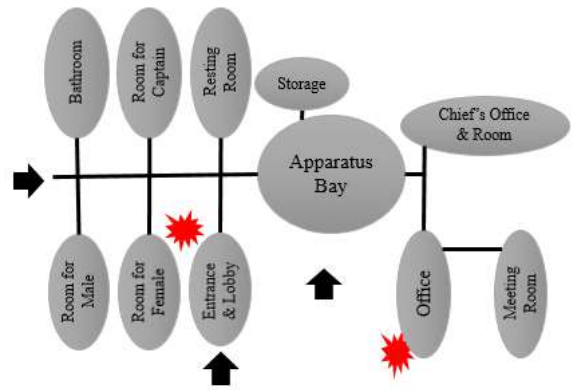 Bathroom
Room for
Captain
Resting
Room
Storage
Chief's Office
& Room
Apparatus
Bay
Room for
Male
Room for
Female
Entrance
& Lobby
Office
Meeting
Room